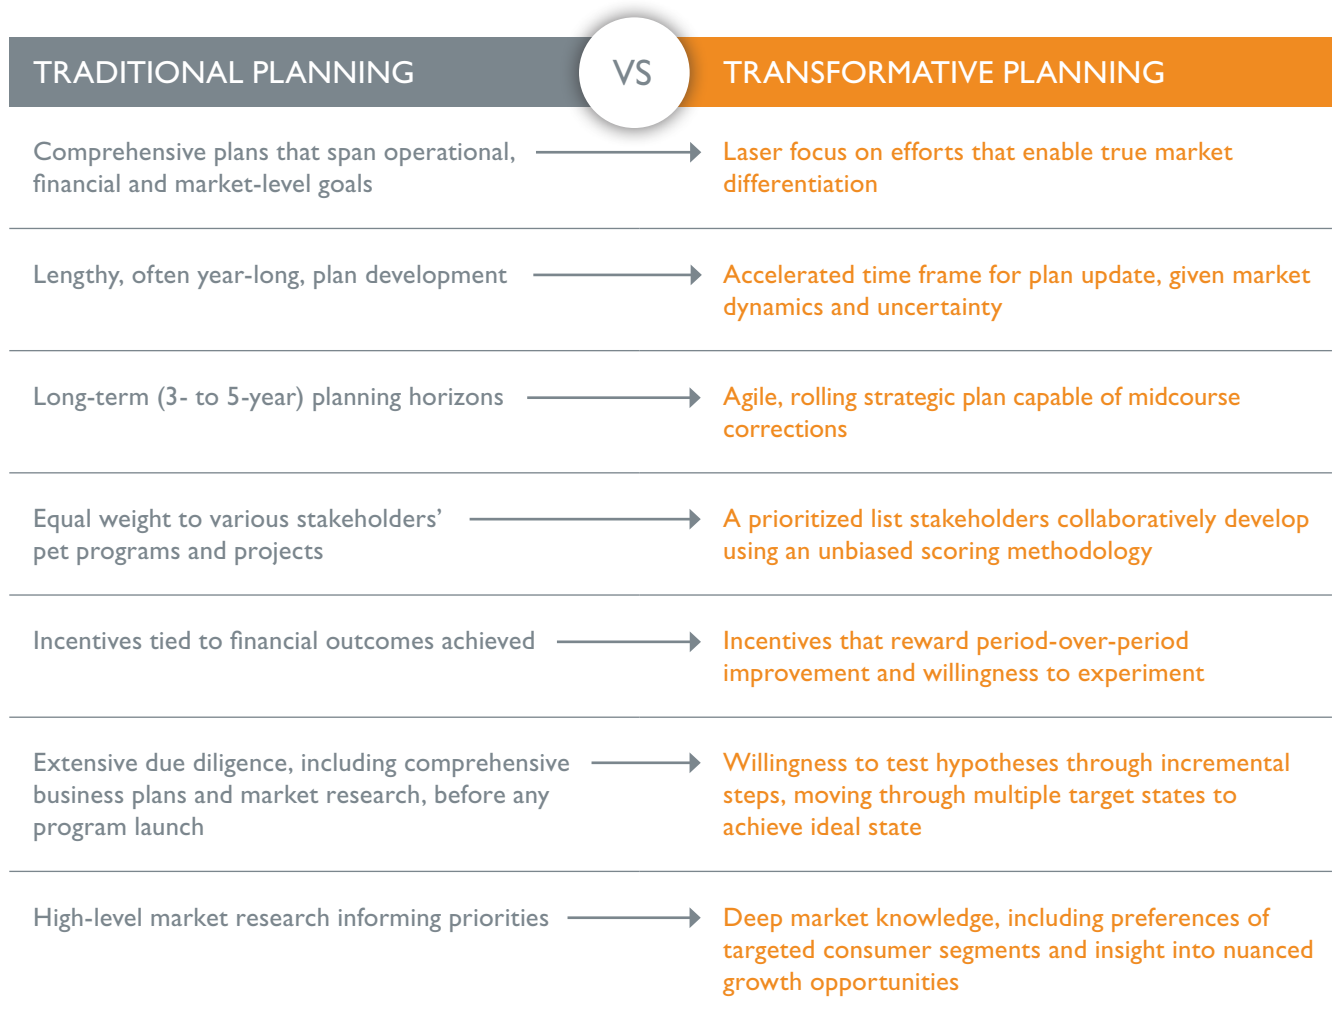 TRADITIONAL PLANNING
VS
TRANSFORMATIVE PLANNING
Comprehensive plans that span operational,
financial and market-level goals
Laser focus on efforts that enable true market
differentiation
Lengthy, often year-long, plan development
Accelerated time frame for plan update, given market
dynamics and uncertainty
Long-term (3- to 5-year) planning horizons
Agile, rolling strategic plan capable of midcourse
corrections
Equal weight to various stakeholders’
pet programs and projects
A prioritized list stakeholders collaboratively develop
using an unbiased scoring methodology
Incentives tied to financial outcomes achieved
Incentives that reward period-over-period
improvement and willingness to experiment
Extensive due diligence, including comprehensive
business plans and market research, before any
program launch
Willingness to test hypotheses through incremental
steps, moving through multiple target states to
achieve ideal state
High-level market research informing priorities
Deep market knowledge, including preferences of
targeted consumer segments and insight into nuanced
growth opportunities